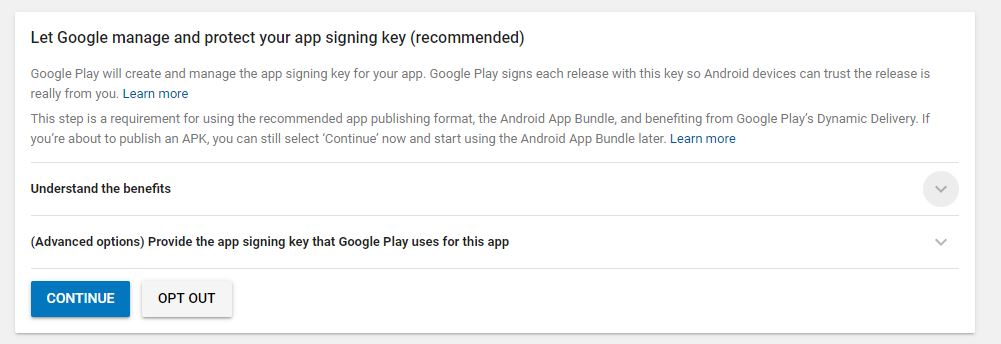 Let Google manage and protect your app signing key (recommended)
Google Play will create and manage the app signing key for your app. Google Play signs each release with this key so Android devices can trust the release is
really from you. Learn more
This step is a requirement for using the recommended app publishing format, the Android App Bundle, and benefiting from Google Play’s Dynamic Delivery. If
you’re about to publish an APK, you can still select ‘Continue’ now and start using the Android App Bundle later. Learn more
Understand the benefits
(Advanced options) Provide the app signing key that Google Play uses for this app
CONTINUE OPT OUT